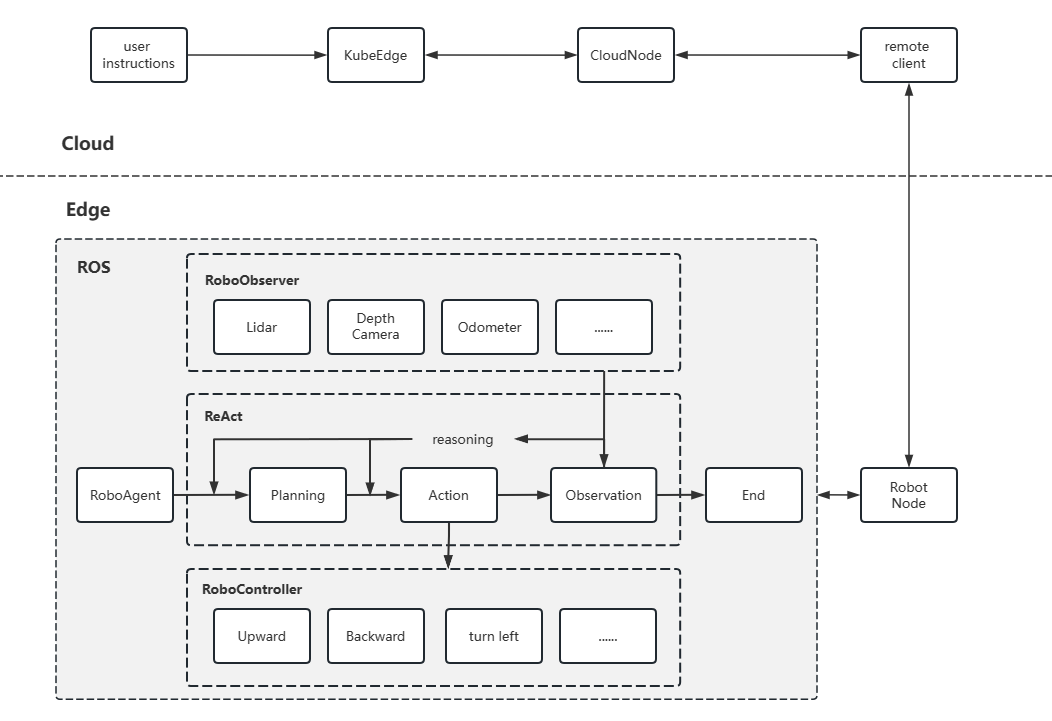 user
instructions
KubeEdge
CloudNode
remote
client
Cloud
Edge
ROS
RoboObserver
Lidar
Depth
Camera
Odometer
......
ReAct
reasoning
RoboAgent
Planning
Action
Observation
End
Robot
Node
RoboController
Upward
Backward
turn left
......